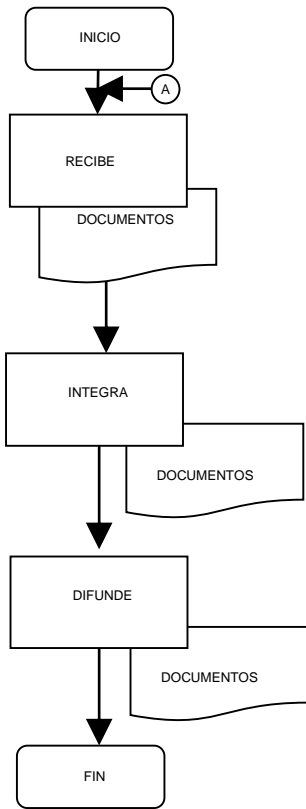 INICIO
A
RECIBE
DOCUMENTOS
INTEGRA
DOCUMENTOS
DIFUNDE
DOCUMENTOS
FIN